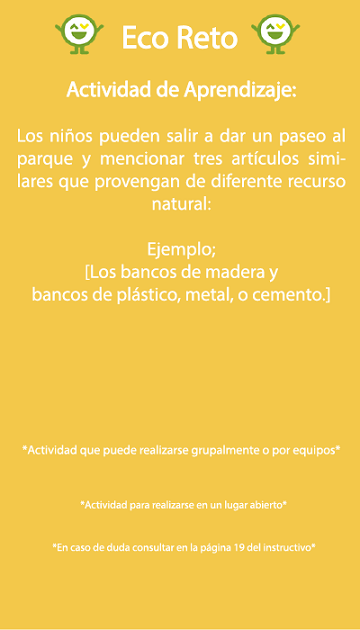 Eco Reto
Actividad de Aprendizaje:
Los niños pueden salir a dar un paseo al
parque y mencionar tres artículos simi-
lares que provengan de diferente recurso
natural:
Ejemplo;
[Los bancos de madera y
bancos de plástico, metal, o cemento.]
*Actividad que puede realizarse grupalmente o por equipos*
*Actividad para realizarse en un lugar abierto*
*En caso de duda consultar en la página 19 del instructivo*